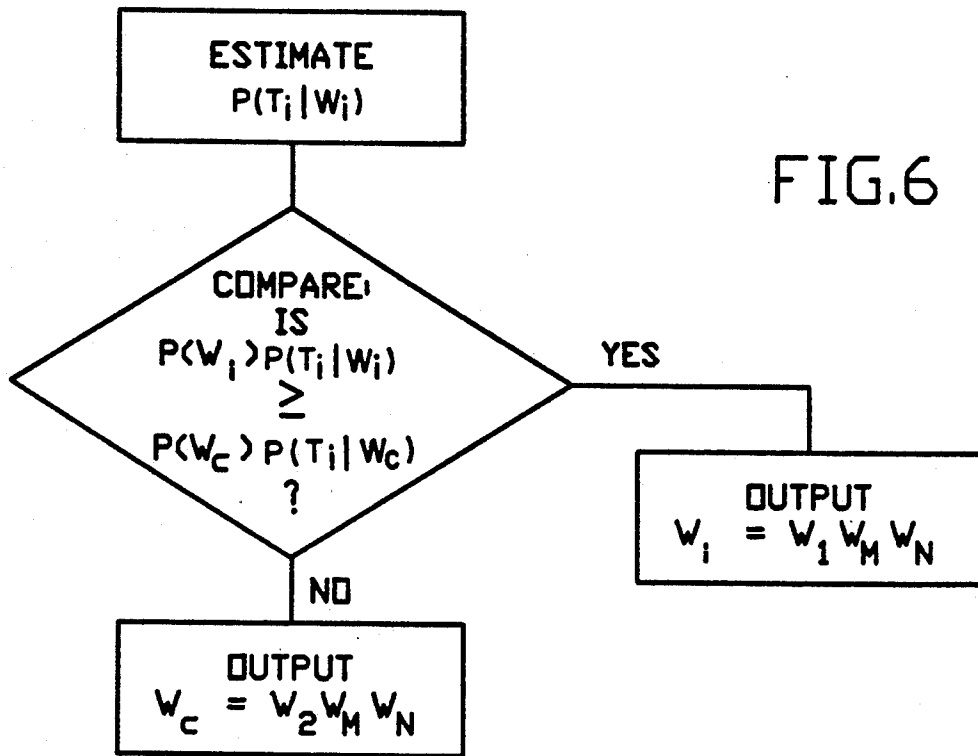 ESTIMATE
P(Ti|Wi)
FIG.6
COMPARE:
IS
P(Wi)P(Ti|Wi)
≥
P(Wc)P(Ti|Wc)
?
YES
OUTPUT
Wi = W1 WM WN
NO
OUTPUT
Wc = W2 WM WN